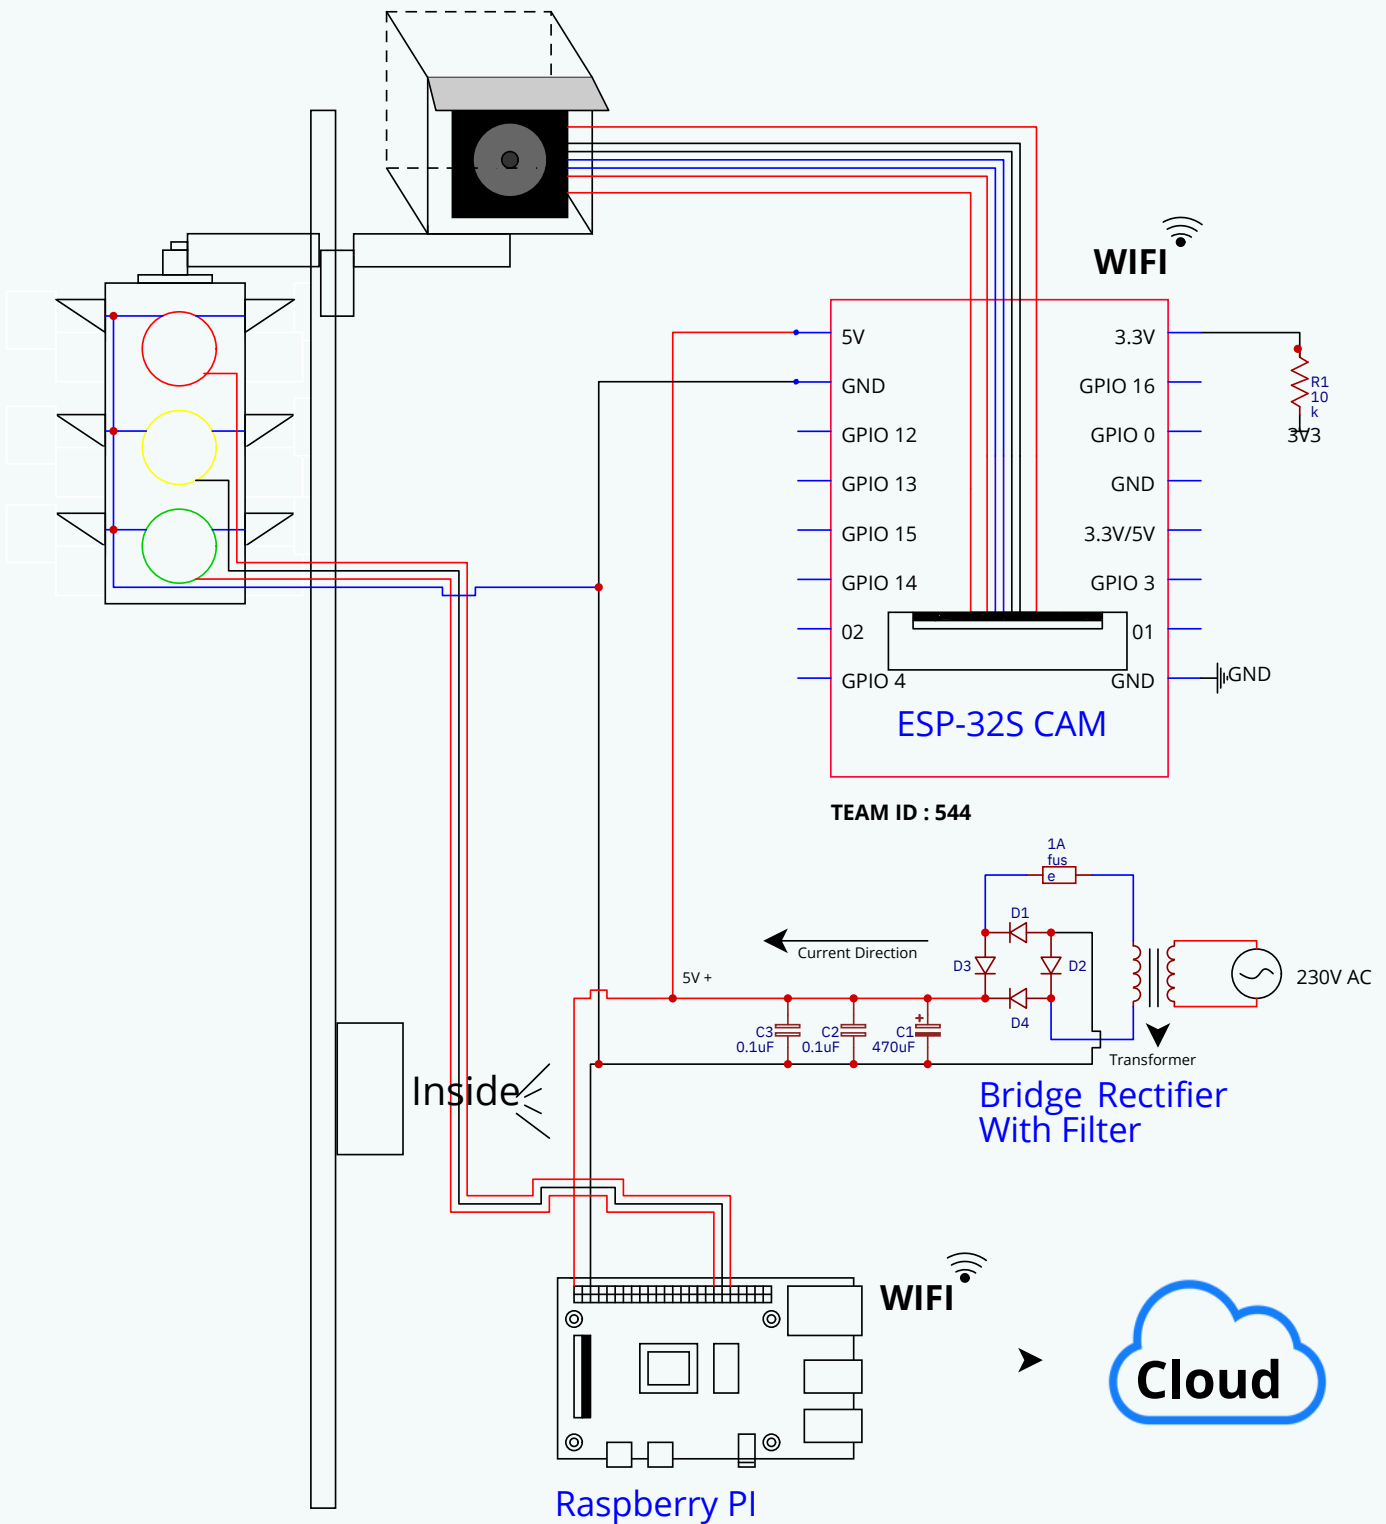 WIFI
5V
GND
GPIO 12
GPIO 13
GPIO 15
GPIO 14
02
GPIO 4
3.3V
GPIO 16
GPIO 0
GND
3.3V/5V
GPIO 3
01
GND
R1
10
k
3V3
GND
ESP-32S CAM
TEAM ID : 544
1A
fus
e
D1
D3
D2
D4
Current Direction
5V +
230V AC
C3
0.1uF
C2
0.1uF
+
C1
470uF
Transformer
Bridge Rectifier
With Filter
Inside
WIFI
Cloud
Raspberry PI